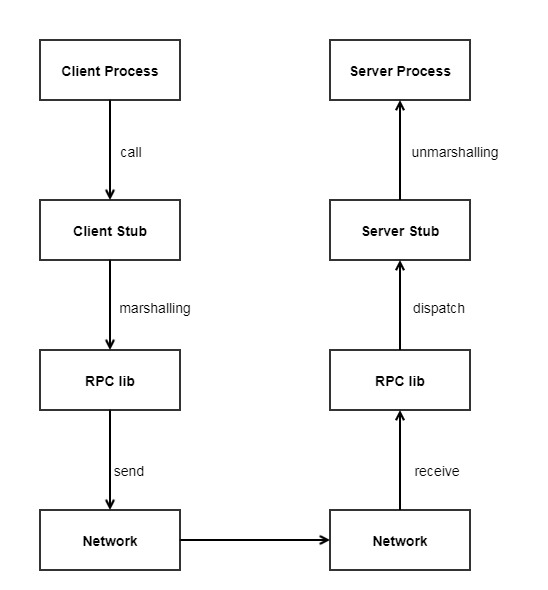 Client Process
Server Process
call
unmarshalling
Client Stub
Server Stub
marshalling
dispatch
RPC lib
RPC lib
send
receive
Network
Network